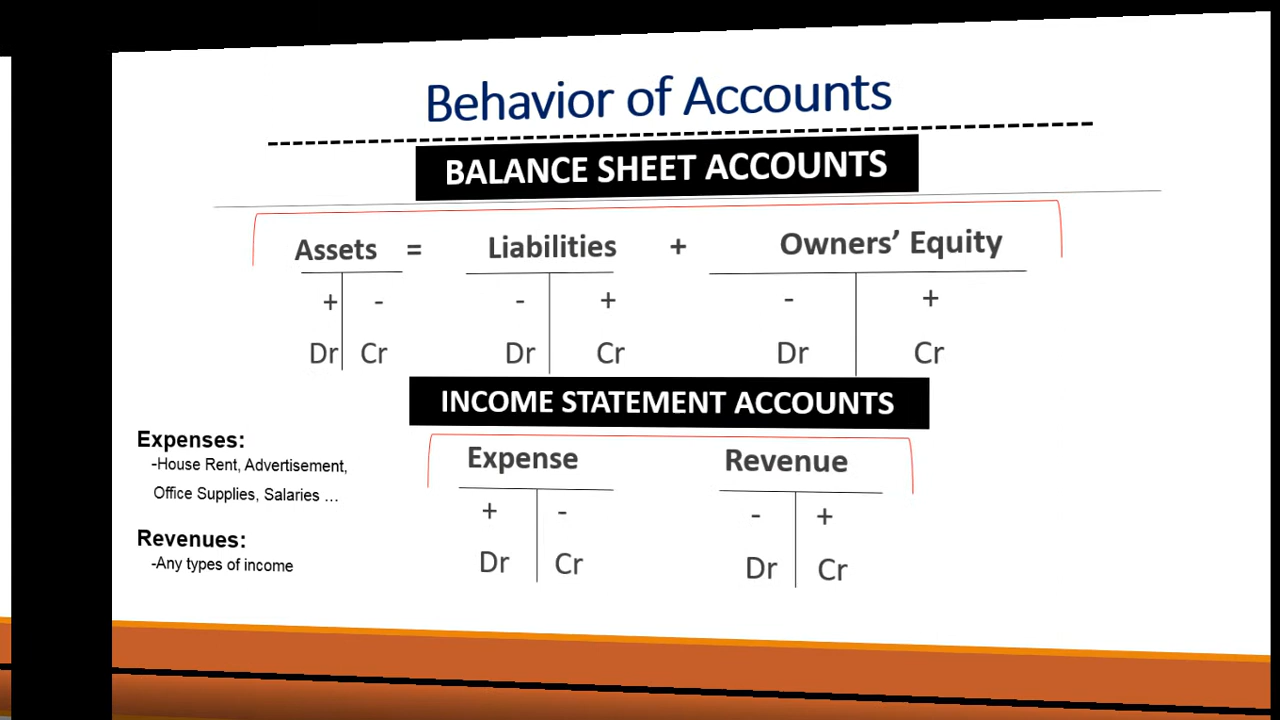 Behavior of Accounts
BALANCE SHEET ACCOUNTS
Assets = Liabilities + Owners’ Equity
+ - - + - +
Dr Cr Dr Cr Dr Cr
INCOME STATEMENT ACCOUNTS
Expenses:
-House Rent, Advertisement,
Office Supplies, Salaries ...
Revenues:
-Any types of income
Expense Revenue
+ - - +
Dr Cr Dr Cr